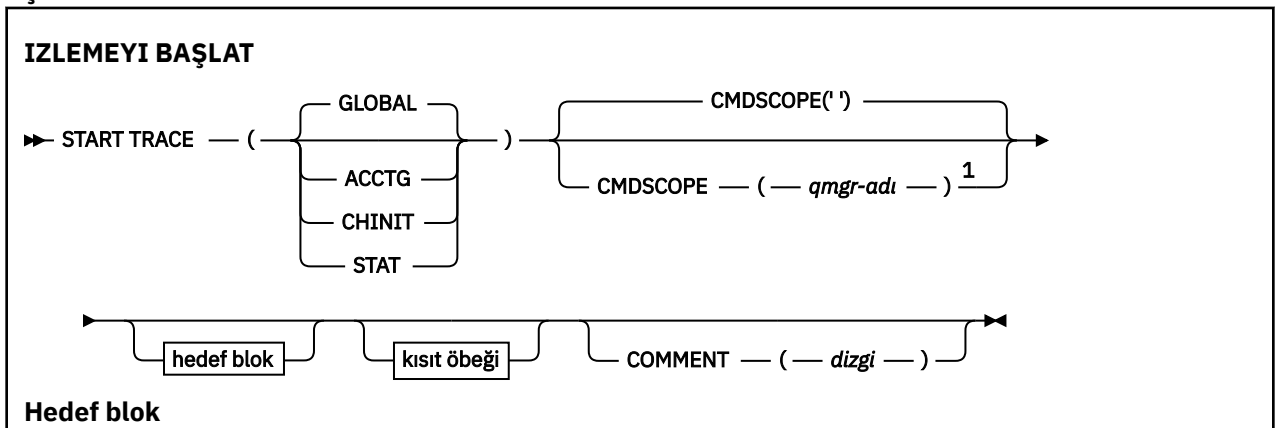 IZLEMEYI BAŞLAT
GLOBAL
CMDSCOPE(' ')
START TRACE ( )
ACCTG
CMDSCOPE ( qmgr-adı ) 1
CHINIT
STAT
hedef blok
kısıt öbeği
COMMENT ( dizgi )
Hedef blok